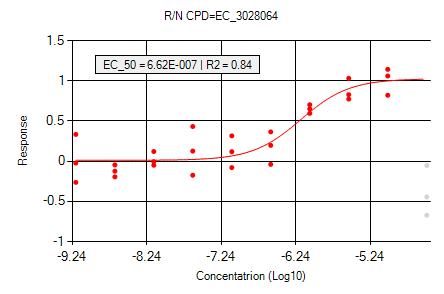 R/N CPD=EC_3028064
1.5
EC_50 = 6.62E-007 | R2 = 0.84
1
0.5
0
-0.5
-1
Response
-9.24 -8.24 -7.24 -6.24 -5.24
Concentatrion (Log10)